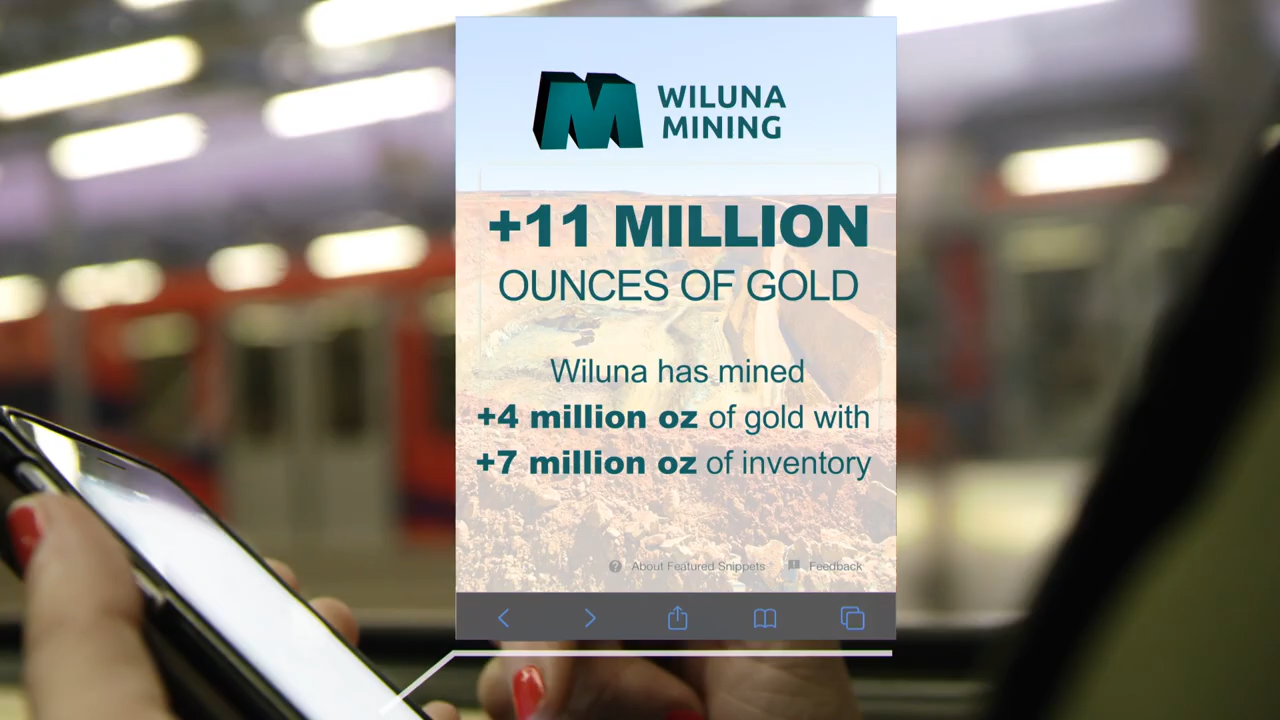 WILUNA
MINING
+11 MILLION
OUNCES OF GOLD
Wiluna has mined
+4 million oz of gold with
+7 million oz of inventory
About Featured Snippets Feedback